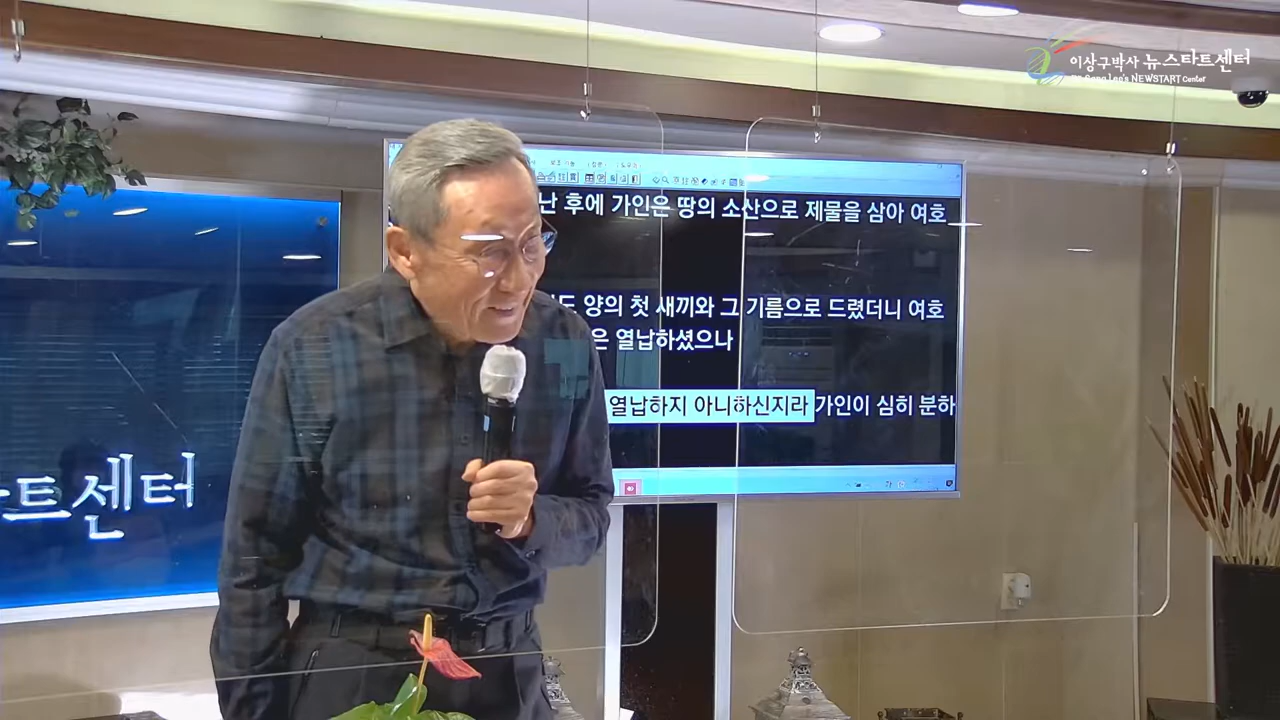 이상구박사 뉴스타트센터
Lee's NEWSTART Center
난 후에 가인은 땅의 소산으로 제물을 삼아 여호
양의 첫 새끼와 그 기름으로 드렸더니 여호
은 열납하셨으나
열납하지 아니하신지라 가인이 심히 분하
트센터